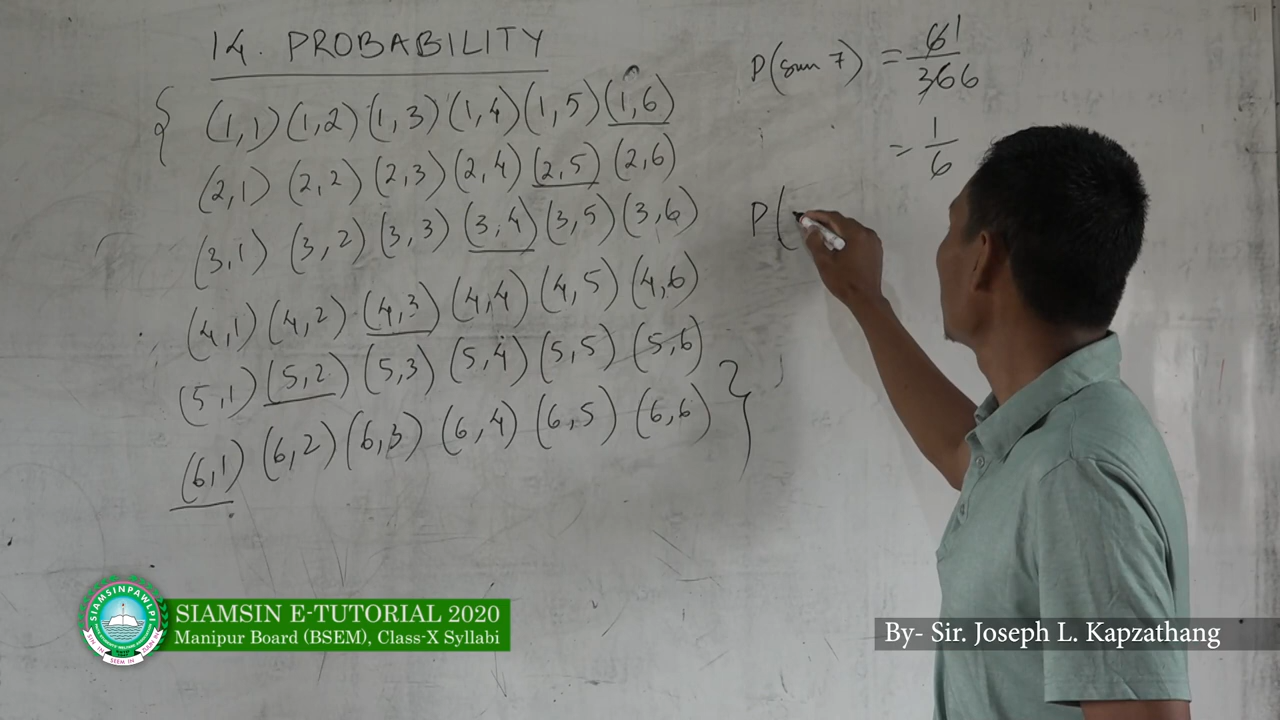 14. PROBABILITY
{ (1,1) (1,2) (1,3) (1,4) (1,5) (1,6)
(2,1) (2,2) (2,3) (2,4) (2,5) (2,6)
(3,1) (3,2) (3,3) (3,4) (3,5) (3,6)
(4,1) (4,2) (4,3) (4,4) (4,5) (4,6)
(5,1) (5,2) (5,3) (5,4) (5,5) (5,6)
(6,1) (6,2) (6,3) (6,4) (6,5) (6,6) }
P(sum 7) = 6 1 / 36 6
= 1/6
P(
SIAMSINPAWLPI
SIAMSIN E-TUTORIAL 2020
Manipur Board (BSEM), Class-X Syllabi
By- Sir. Joseph L. Kapzathang